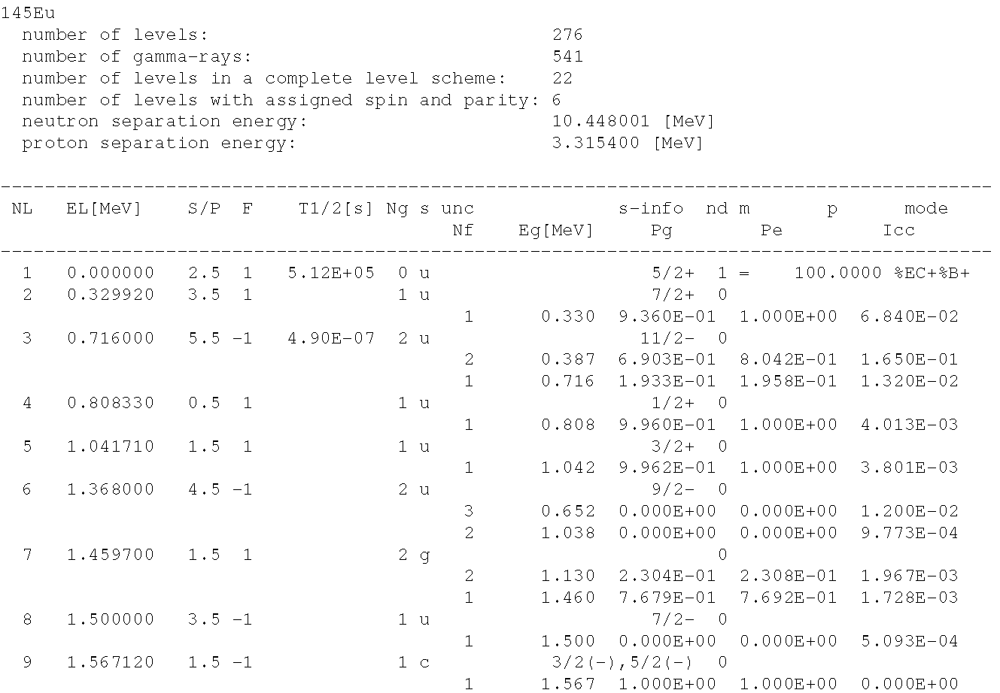 145Eu
  number of levels:                               276
  number of gamma-rays:                           541
  number of levels in a complete level scheme:    22
  number of levels with assigned spin and parity: 6
  neutron separation energy:                      10.448001 [MeV]
  proton separation energy:                       3.315400 [MeV]
------------------------------------------------------------------------------------------
 NL   EL[MeV]    S/P  F    T1/2[s] Ng s unc             s-info  nd m       p      mode
                                         Nf    Eg[MeV]     Pg        Pe         Icc
------------------------------------------------------------------------------------------
  1   0.000000   2.5  1   5.12E+05  0 u                    5/2+  1 =    100.0000 %EC+%B+
  2   0.329920   3.5  1             1 u                    7/2+  0
                                          1      0.330  9.360E-01  1.000E+00  6.840E-02
  3   0.716000   5.5 -1   4.90E-07  2 u                   11/2-  0
                                          2      0.387  6.903E-01  8.042E-01  1.650E-01
                                          1      0.716  1.933E-01  1.958E-01  1.320E-02
  4   0.808330   0.5  1             1 u                    1/2+  0
                                          1      0.808  9.960E-01  1.000E+00  4.013E-03
  5   1.041710   1.5  1             1 u                    3/2+  0
                                          1      1.042  9.962E-01  1.000E+00  3.801E-03
  6   1.368000   4.5 -1             2 u                    9/2-  0
                                          3      0.652  0.000E+00  0.000E+00  1.200E-02
                                          2      1.038  0.000E+00  0.000E+00  9.773E-04
  7   1.459700   1.5  1             2 g                          0
                                          2      1.130  2.304E-01  2.308E-01  1.967E-03
                                          1      1.460  7.679E-01  7.692E-01  1.728E-03
  8   1.500000   3.5 -1             1 u                    7/2-  0
                                          1      1.500  0.000E+00  0.000E+00  5.093E-04
  9   1.567120   1.5 -1             1 c           3/2(-),5/2(-)  0
                                          1      1.567  1.000E+00  1.000E+00  0.000E+00